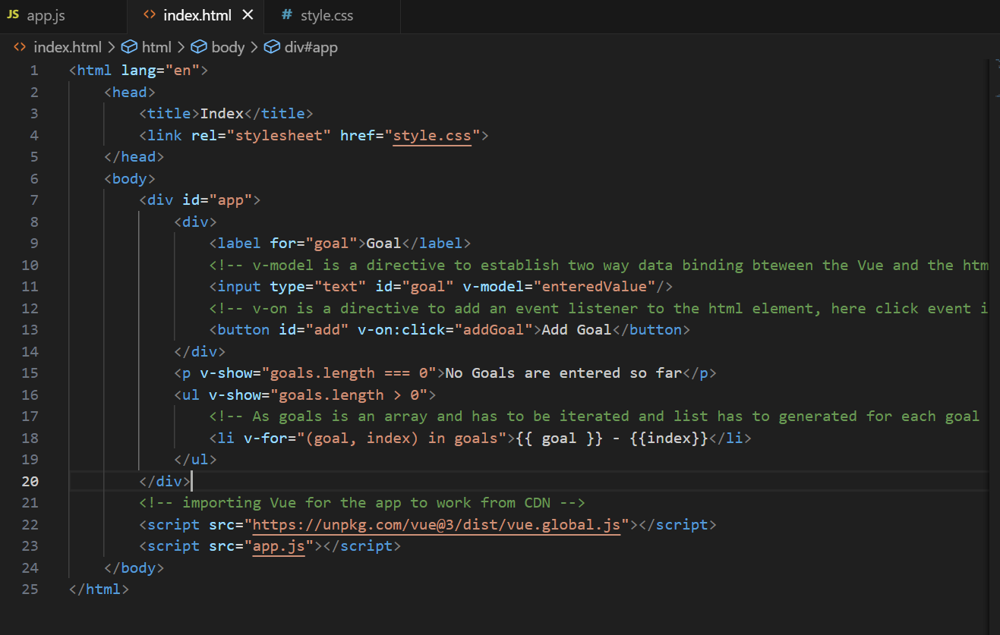 JS app.js <> index.html × # style.css
<> index.html > html > body > div#app
1 <html lang="en">
2 <head>
3 <title>Index</title>
4 <link rel="stylesheet" href="style.css">
5 </head>
6 <body>
7 <div id="app">
8 <div>
9 <label for="goal">Goal</label>
10 <!-- v-model is a directive to establish two way data binding bteween the Vue and the htm
11 <input type="text" id="goal" v-model="enteredValue"/>
12 <!-- v-on is a directive to add an event listener to the html element, here click event i
13 <button id="add" v-on:click="addGoal">Add Goal</button>
14 </div>
15 <p v-show="goals.length === 0">No Goals are entered so far</p>
16 <ul v-show="goals.length > 0">
17 <!-- As goals is an array and has to be iterated and list has to generated for each goal
18 <li v-for="(goal, index) in goals">{{ goal }} - {{index}}</li>
19 </ul>
20 </div>
21 <!-- importing Vue for the app to work from CDN -->
22 <script src="https://unpkg.com/vue@3/dist/vue.global.js"></script>
23 <script src="app.js"></script>
24 </body>
25 </html>